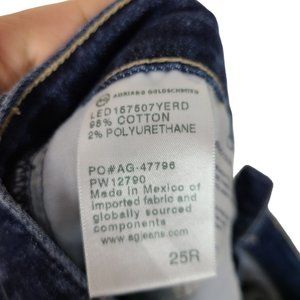 ADRIANO GOLDSCHMIED
LED157507YERD
98% COTTON
2% POLYURETHANE
PO#AG-47796
PW12790
Made in Mexico of
imported fabric and
globally sourced
components
www.agjeans.com
25R